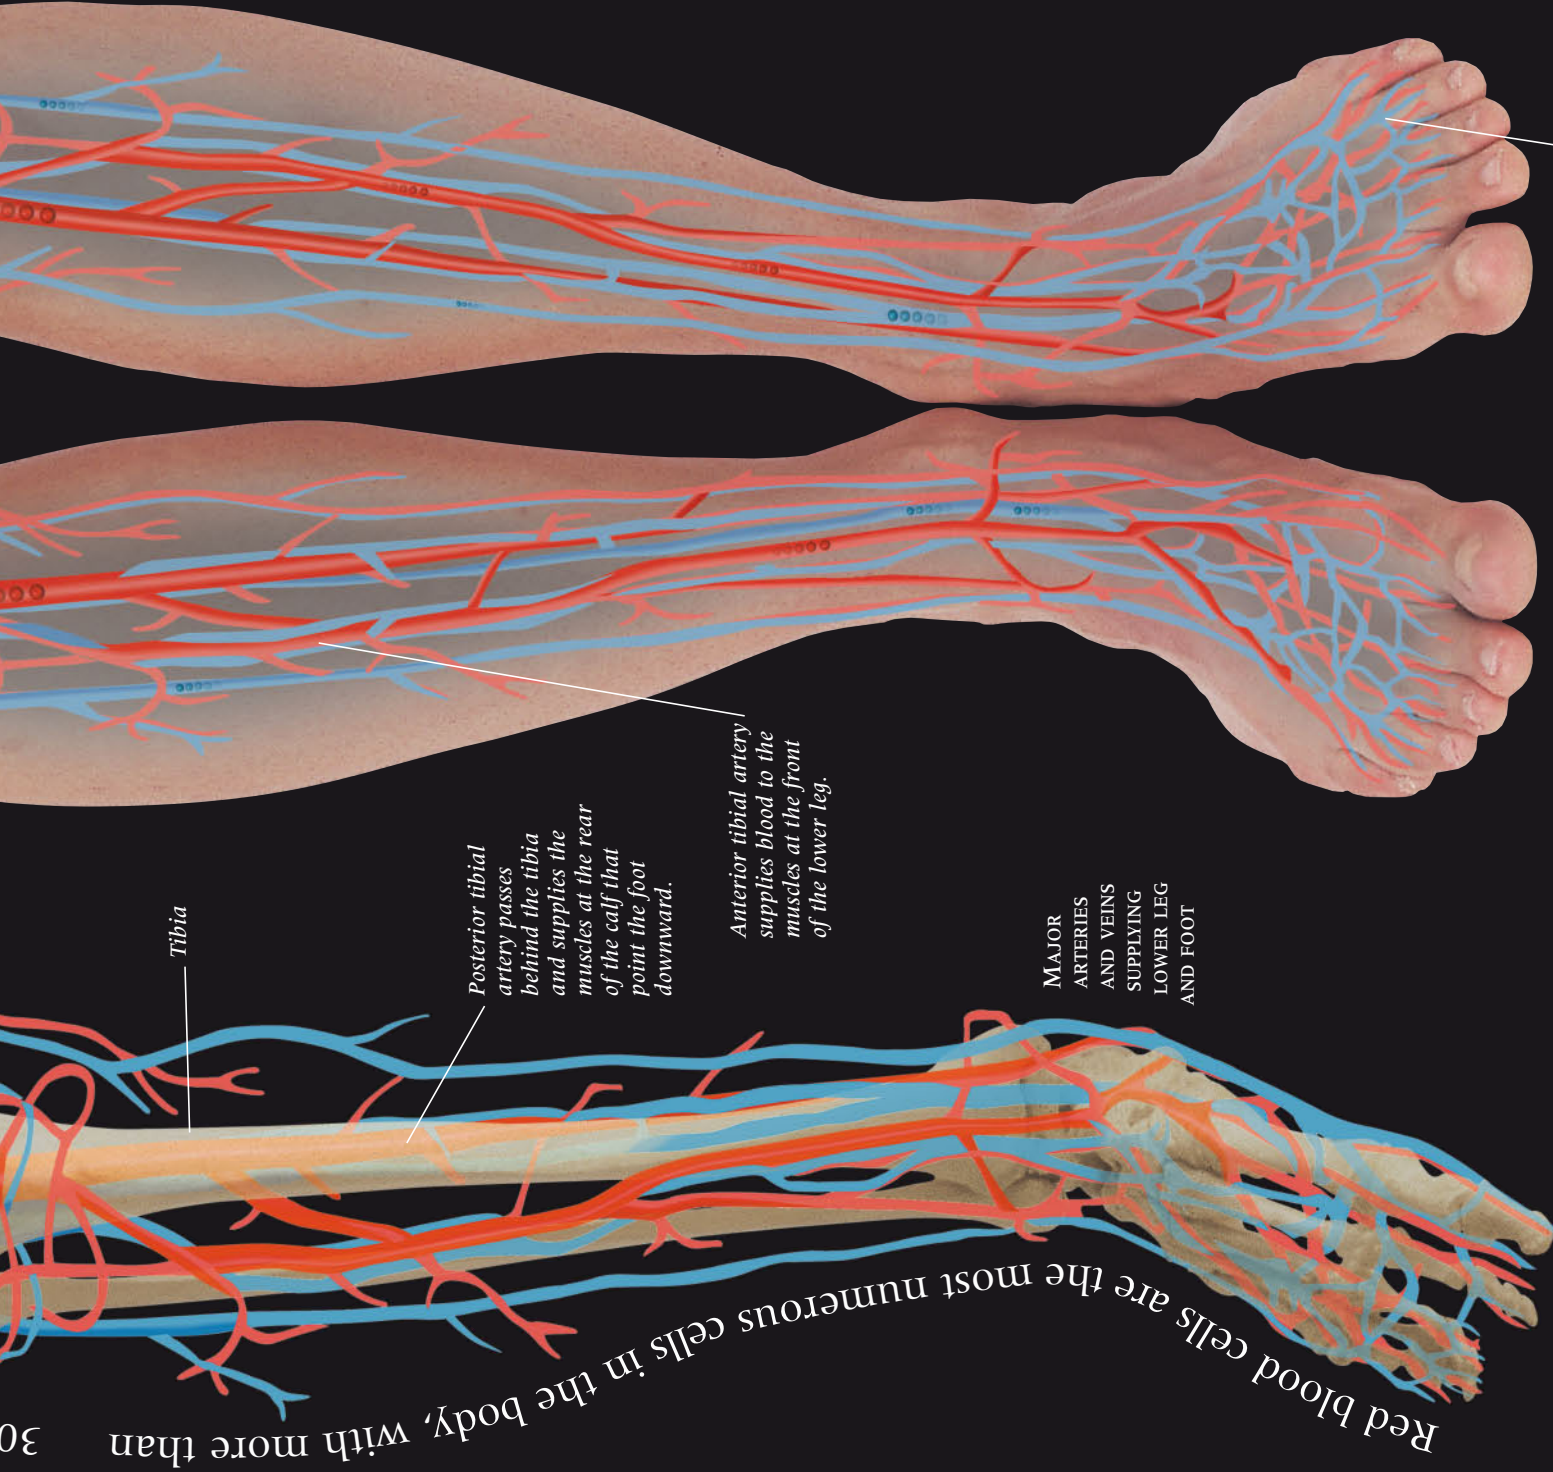 Tibia
Posterior tibial
artery passes
behind the tibia
and supplies the
muscles at the rear
of the calf that
point the foot
downward.
Anterior tibial artery
supplies blood to the
muscles at the front
of the lower leg.
MAJOR
ARTERIES
AND VEINS
SUPPLYING
LOWER LEG
AND FOOT
Red blood cells are the most numerous cells in the body, with more than 30